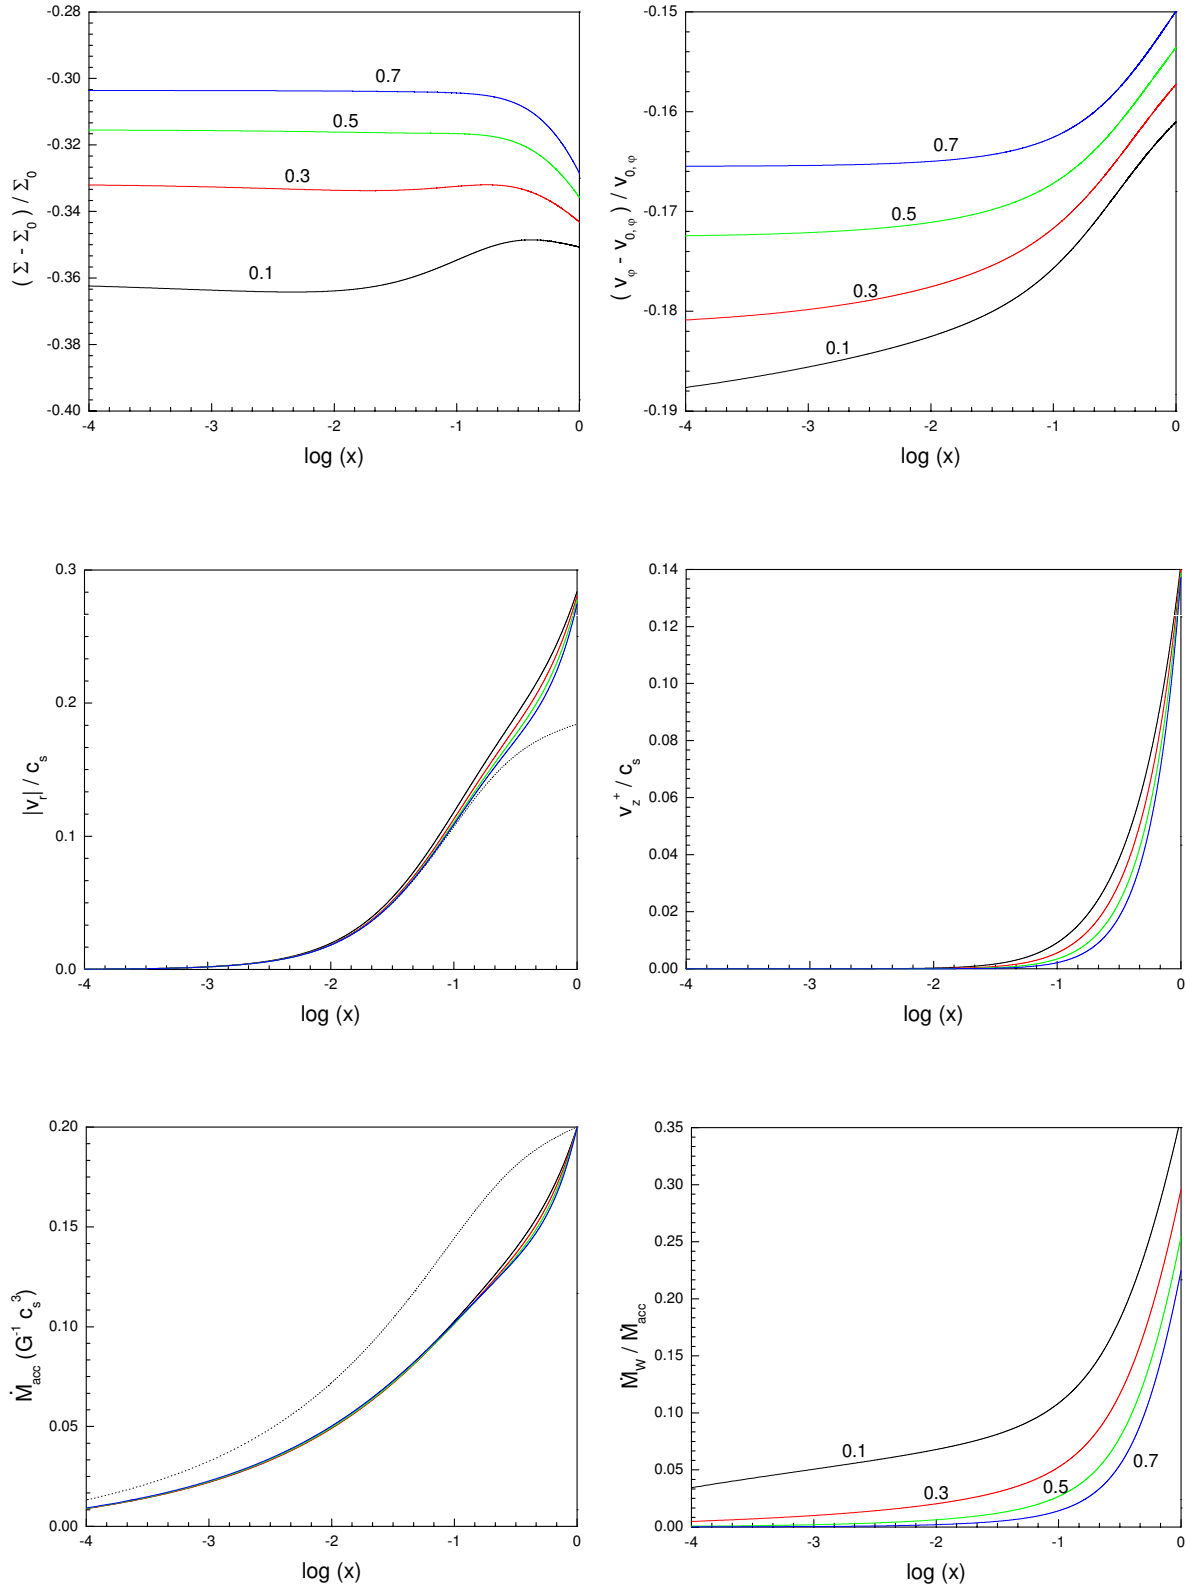 -0.28
-0.30
-0.32
-0.34
-0.36
-0.38
-0.40
( Σ - Σ0 ) / Σ0
0.7
0.5
0.3
0.1
-4 -3 -2 -1 0
log (x)
-0.15
-0.16
-0.17
-0.18
-0.19
( vφ - v0, φ ) / v0, φ
0.7
0.5
0.3
0.1
-4 -3 -2 -1 0
log (x)
0.3
0.2
0.1
0.0
|vr| / cs
-4 -3 -2 -1 0
log (x)
0.14
0.12
0.10
0.08
0.06
0.04
0.02
0.00
vz+ / cs
-4 -3 -2 -1 0
log (x)
0.20
0.15
0.10
0.05
0.00
Ṁacc (G-1 cs3)
-4 -3 -2 -1 0
log (x)
0.35
0.30
0.25
0.20
0.15
0.10
0.05
0.00
ṀW / Ṁacc
0.1
0.3
0.5
0.7
-4 -3 -2 -1 0
log (x)